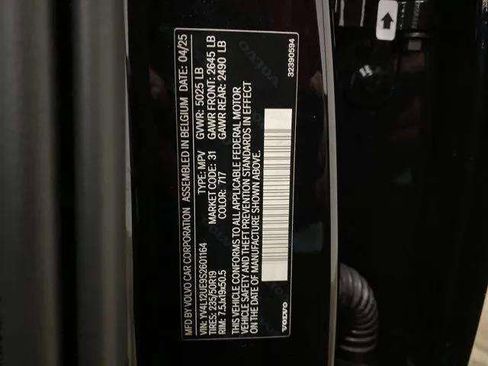 MFD BY VOLVO CAR CORPORATION ASSEMBLED IN BELGIUM DATE: 04/25
GVWR: 5025 LB
GAWR FRONT: 2645 LB
GAWR REAR: 2490 LB
VIN: YV4L12UE9S2601164 TYPE: MPV
TIRES: 235/50R19 MARKET CODE: 31
RIM: 7.5Jx19x50.5 COLOR: 717
THIS VEHICLE CONFORMS TO ALL APPLICABLE FEDERAL MOTOR
VEHICLE SAFETY AND THEFT PREVENTION STANDARDS IN EFFECT
ON THE DATE OF MANUFACTURE SHOWN ABOVE.
VOLVO
32390594